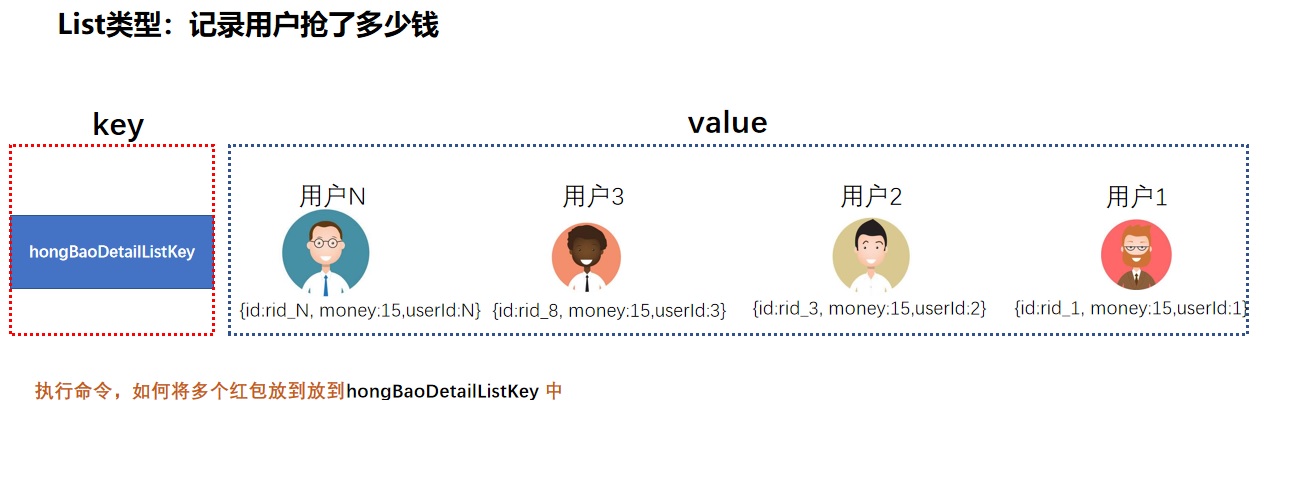 List类型：记录用户抢了多少钱
key
value
用户N
用户3
用户2
用户1
hongBaoDetailListKey
{id:rid_N, money:15,userId:N}
{id:rid_8, money:15,userId:3}
{id:rid_3, money:15,userId:2}
{id:rid_1, money:15,userId:1}
执行命令，如何将多个红包放到放到hongBaoDetailListKey 中